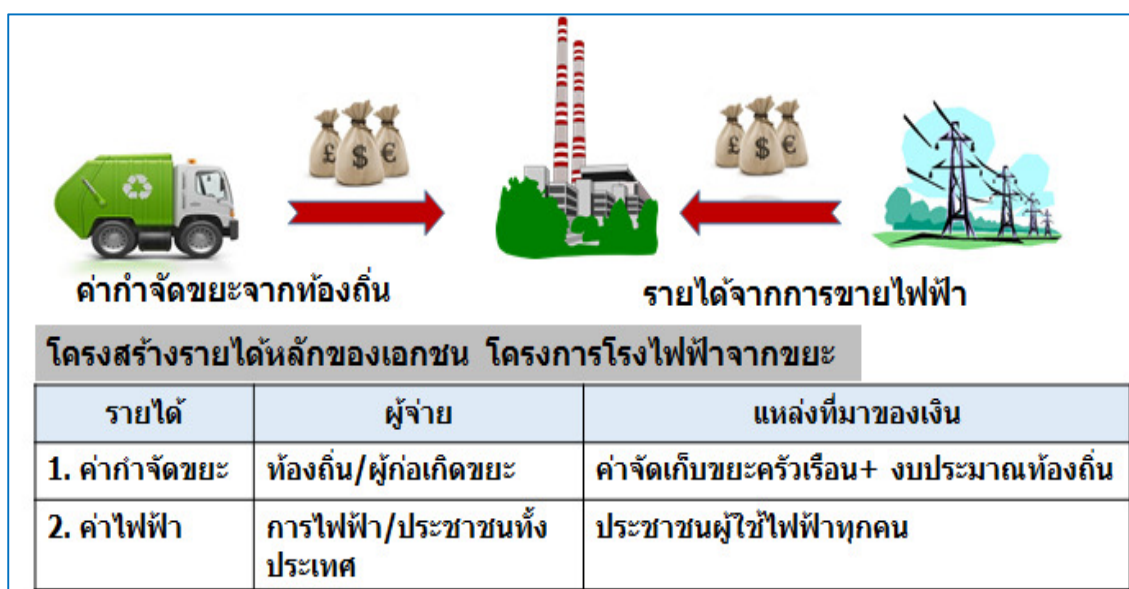 £ $ €
£ $ €
ค่ากำจัดขยะจากท้องถิ่น
รายได้จากการขายไฟฟ้า
โครงสร้างรายได้หลักของเอกชน โครงการโรงไฟฟ้าจากขยะ
รายได้ ผู้จ่าย แหล่งที่มาของเงิน
1. ค่ากำจัดขยะ ท้องถิ่น/ผู้ก่อเกิดขยะ ค่าจัดเก็บขยะครัวเรือน+ งบประมาณท้องถิ่น
2. ค่าไฟฟ้า การไฟฟ้า/ประชาชนทั้ง ประชาชนผู้ใช้ไฟฟ้าทุกคน
ประเทศ